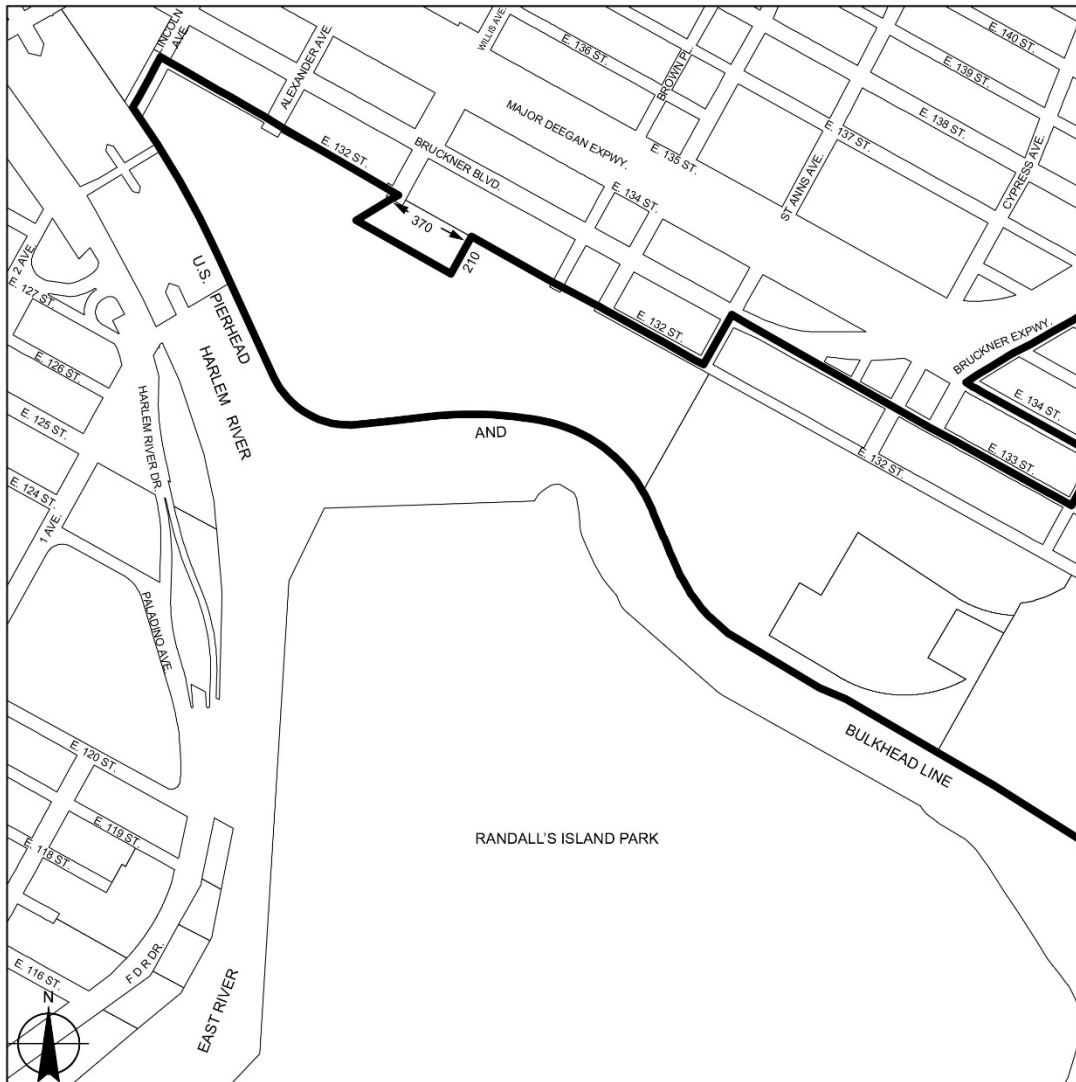 LINCOLN
AVE.
ALEXANDER AVE.
WILLIS AVE.
E. 136 ST.
BROWN PL.
E. 140 ST.
E. 139 ST.
E. 138 ST.
E. 137 ST.
CYPRESS AVE.
MAJOR DEEGAN EXPWY.
E. 135 ST.
ST ANNS AVE.
E. 132 ST.
BRUCKNER BLVD.
E. 134 ST.
370
210
2 AVE.
E. 127 ST.
U.S. PIERHEAD
E. 132 ST.
BRUCKNER EXPWY.
E. 126 ST.
HARLEM RIVER
E. 134 ST.
E. 125 ST.
HARLEM RIVER DR.
AND
E. 132 ST.
E. 133 ST.
E. 124 ST.
1 AVE.
PALADINO AVE.
BULKHEAD LINE
E. 120 ST.
E. 119 ST.
RANDALL'S ISLAND PARK
E. 118 ST.
F D R DR.
E. 116 ST.
EAST RIVER
N